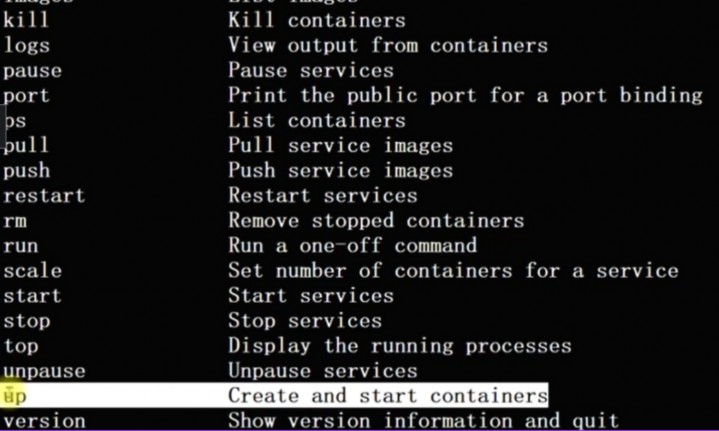 images List images
kill Kill containers
logs View output from containers
pause Pause services
port Print the public port for a port binding
ps List containers
pull Pull service images
push Push service images
restart Restart services
rm Remove stopped containers
run Run a one-off command
scale Set number of containers for a service
start Start services
stop Stop services
top Display the running processes
unpause Unpause services
up Create and start containers
version Show version information and quit